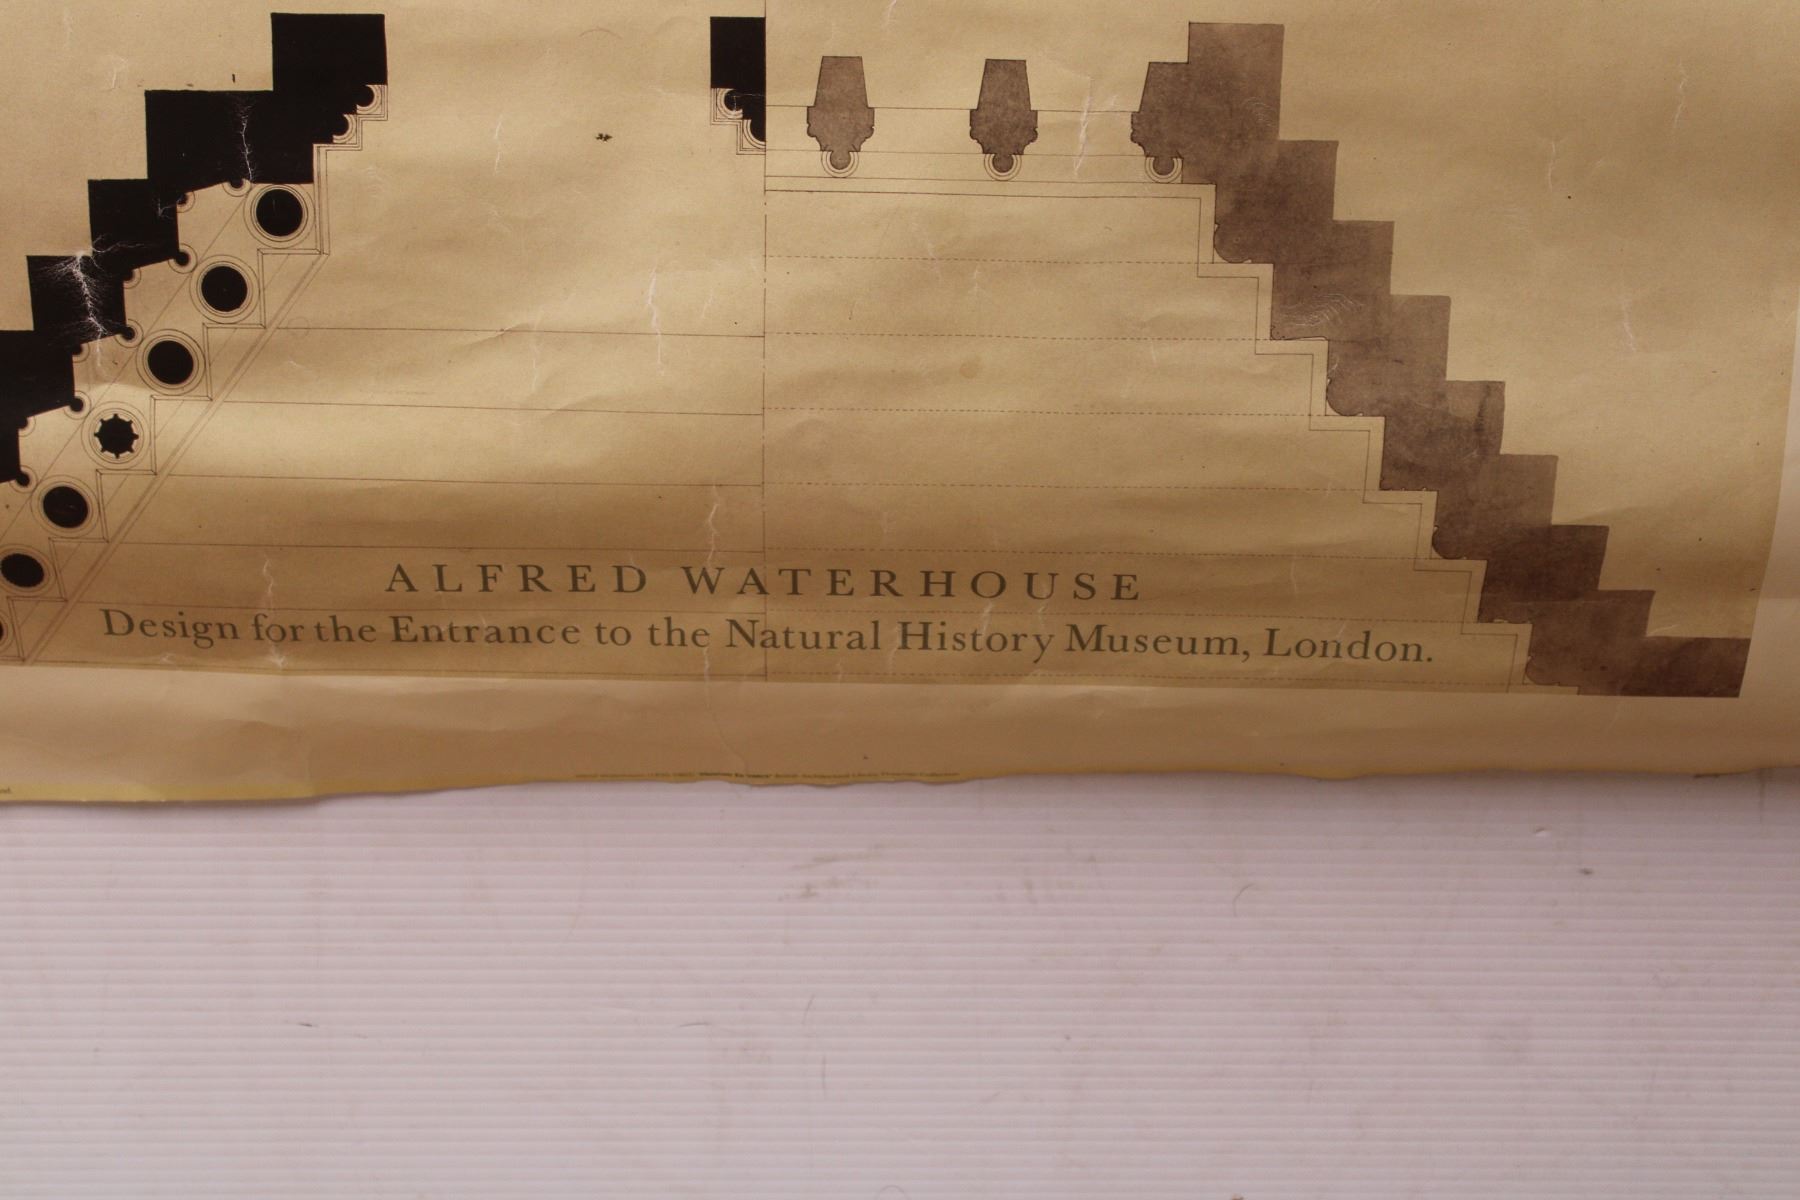 ALFRED WATERHOUSE
Design for the Entrance to the Natural History Museum, London.